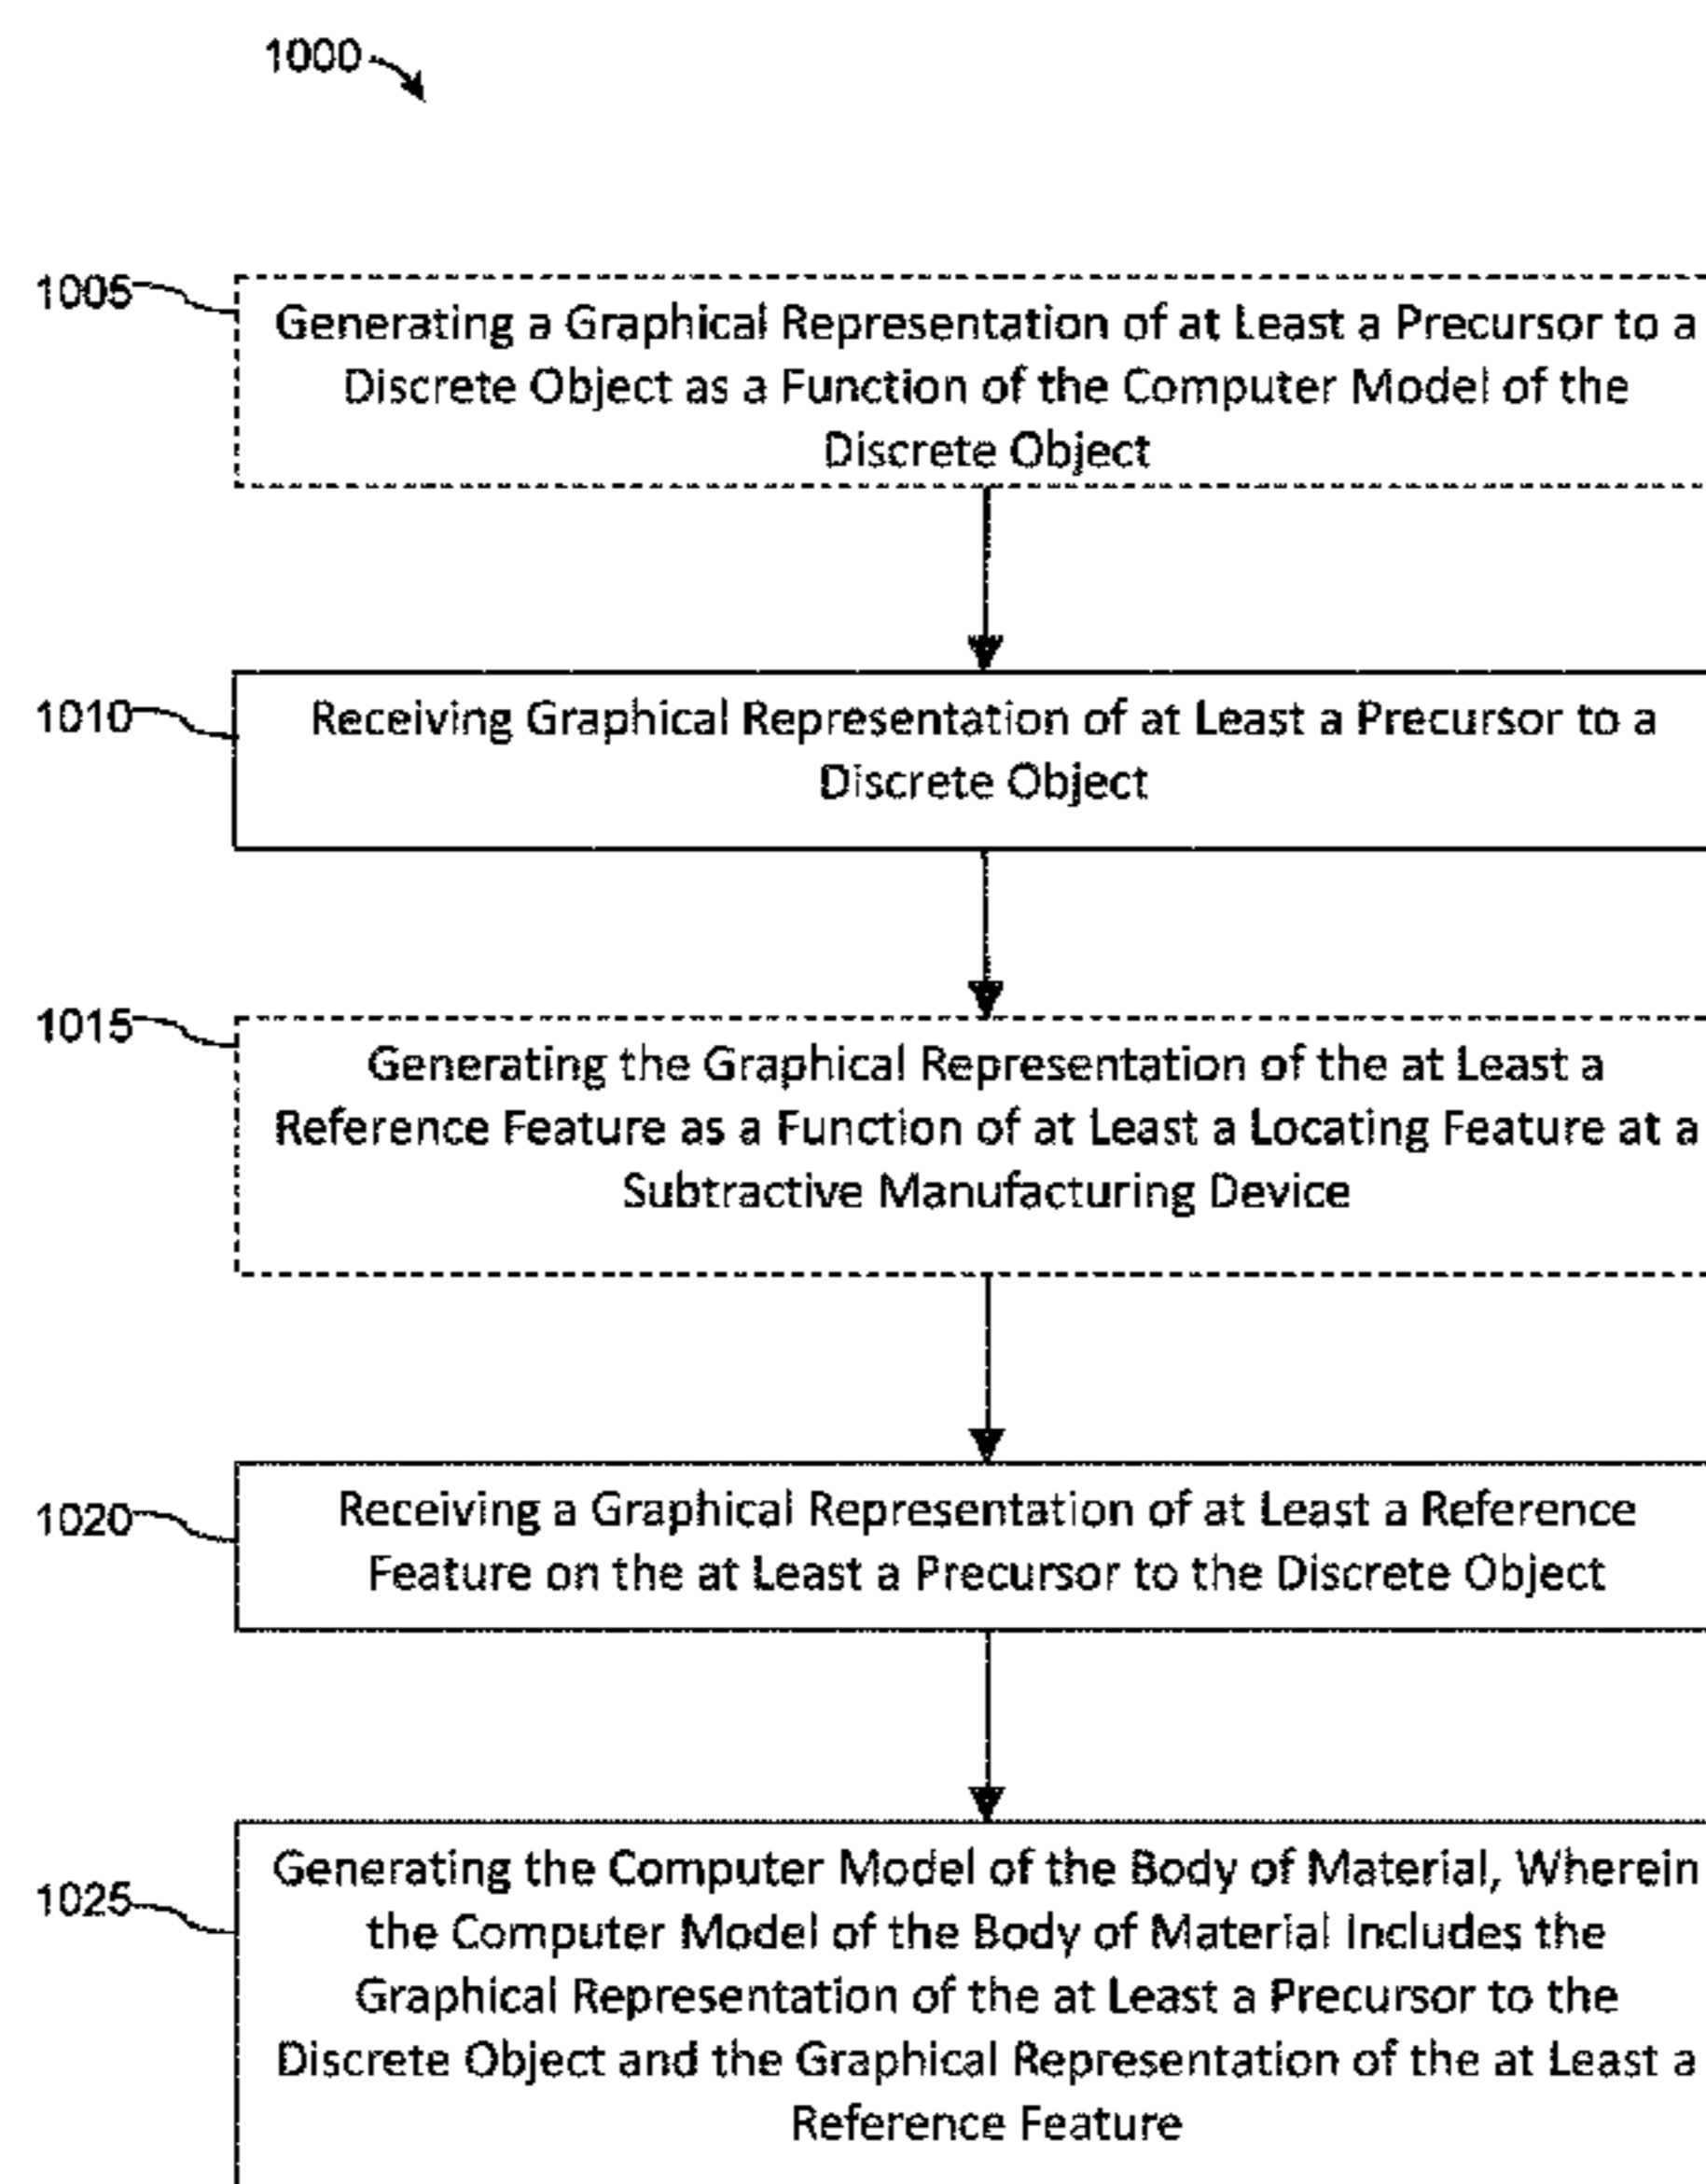 1000
1005
Generating a Graphical Representation of at Least a Precursor to a
Discrete Object as a Function of the Computer Model of the
Discrete Object
1010
Receiving Graphical Representation of at Least a Precursor to a
Discrete Object
1015
Generating the Graphical Representation of the at Least a
Reference Feature as a Function of at Least a Locating Feature at a
Subtractive Manufacturing Device
1020
Receiving a Graphical Representation of at Least a Reference
Feature on the at Least a Precursor to the Discrete Object
1025
Generating the Computer Model of the Body of Material, Wherein
the Computer Model of the Body of Material Includes the
Graphical Representation of the at Least a Precursor to the
Discrete Object and the Graphical Representation of the at Least a
Reference Feature